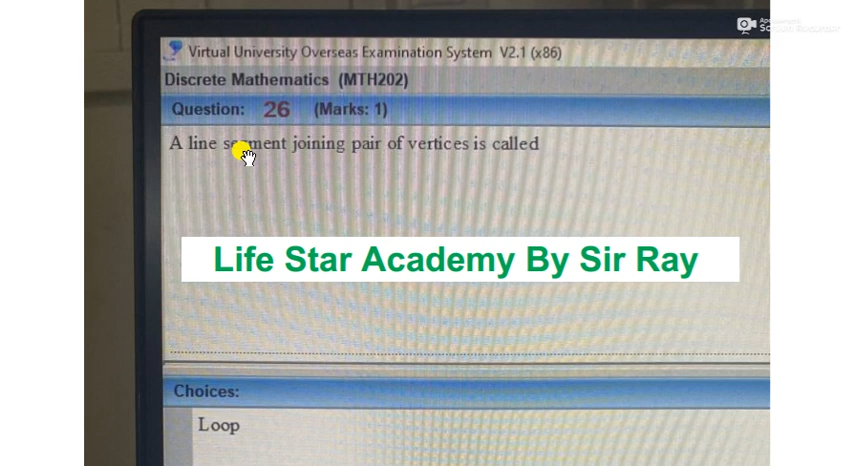 Virtual University Overseas Examination System V2.1 (x86)
Discrete Mathematics (MTH202)
Question: 26 (Marks: 1)
A line segment joining pair of vertices is called
Life Star Academy By Sir Ray
Choices:
Loop